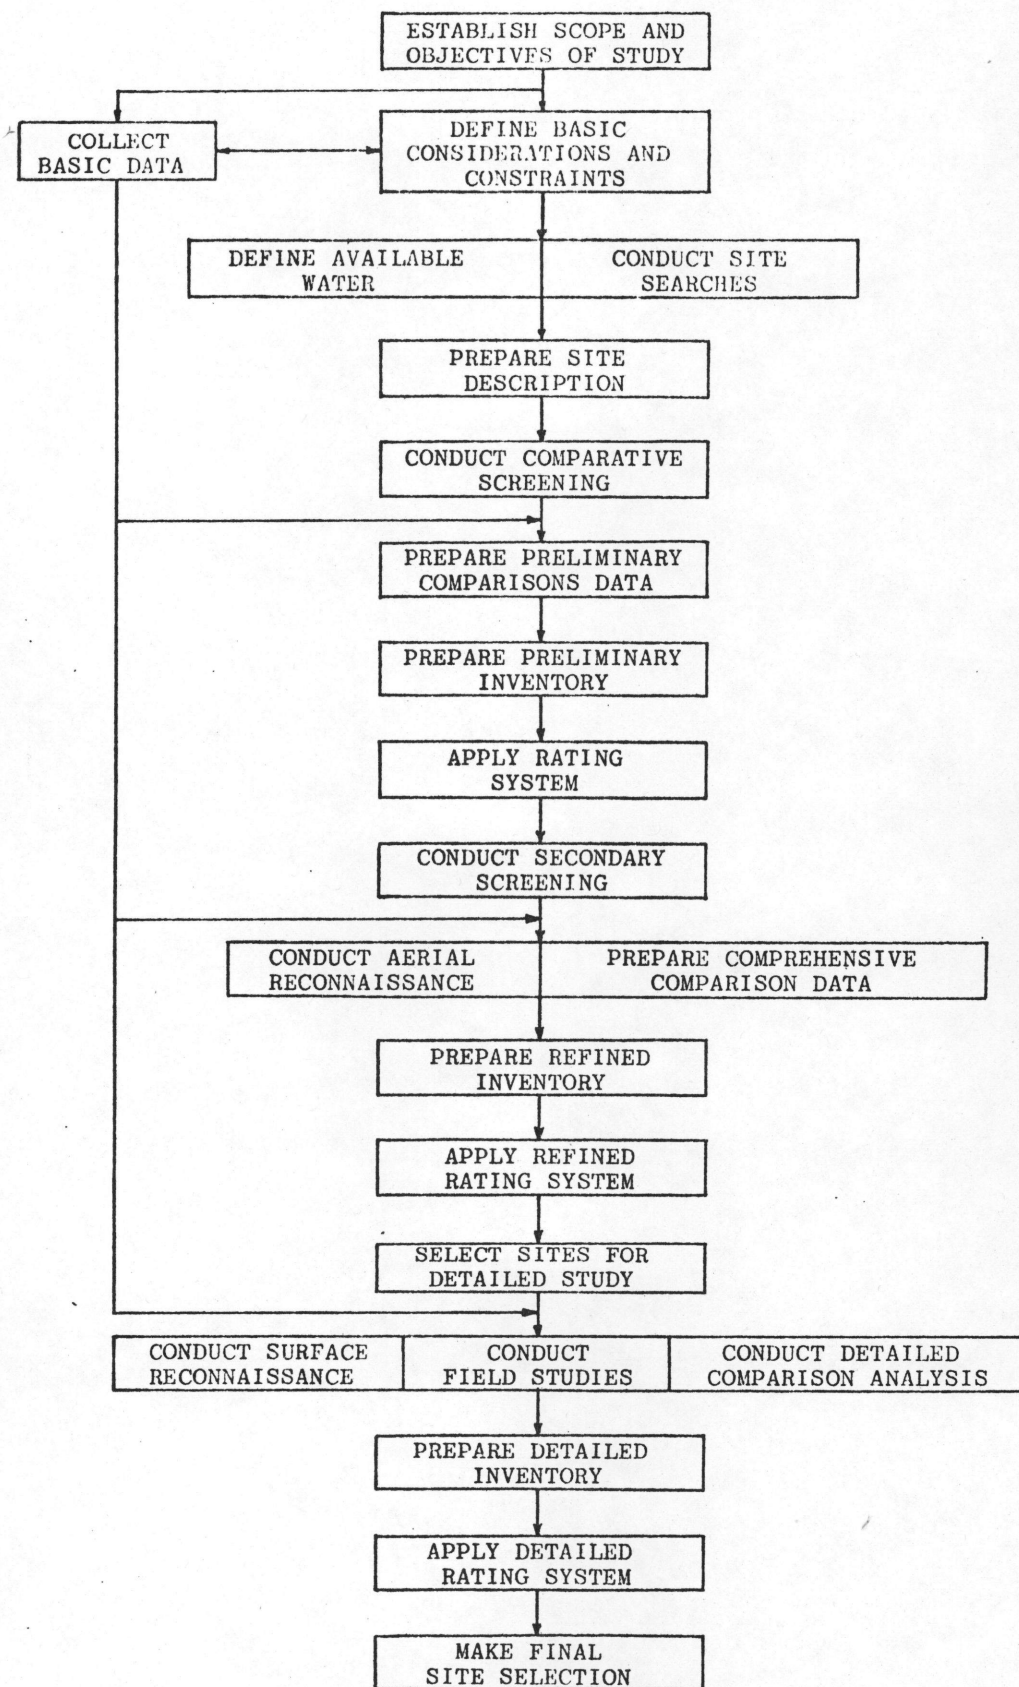 ESTABLISH SCOPE AND
OBJECTIVES OF STUDY
COLLECT
BASIC DATA
DEFINE BASIC
CONSIDERATIONS AND
CONSTRAINTS
DEFINE AVAILABLE
WATER
CONDUCT SITE
SEARCHES
PREPARE SITE
DESCRIPTION
CONDUCT COMPARATIVE
SCREENING
PREPARE PRELIMINARY
COMPARISONS DATA
PREPARE PRELIMINARY
INVENTORY
APPLY RATING
SYSTEM
CONDUCT SECONDARY
SCREENING
CONDUCT AERIAL
RECONNAISSANCE
PREPARE COMPREHENSIVE
COMPARISON DATA
PREPARE REFINED
INVENTORY
APPLY REFINED
RATING SYSTEM
SELECT SITES FOR
DETAILED STUDY
CONDUCT SURFACE
RECONNAISSANCE
CONDUCT
FIELD STUDIES
CONDUCT DETAILED
COMPARISON ANALYSIS
PREPARE DETAILED
INVENTORY
APPLY DETAILED
RATING SYSTEM
MAKE FINAL
SITE SELECTION